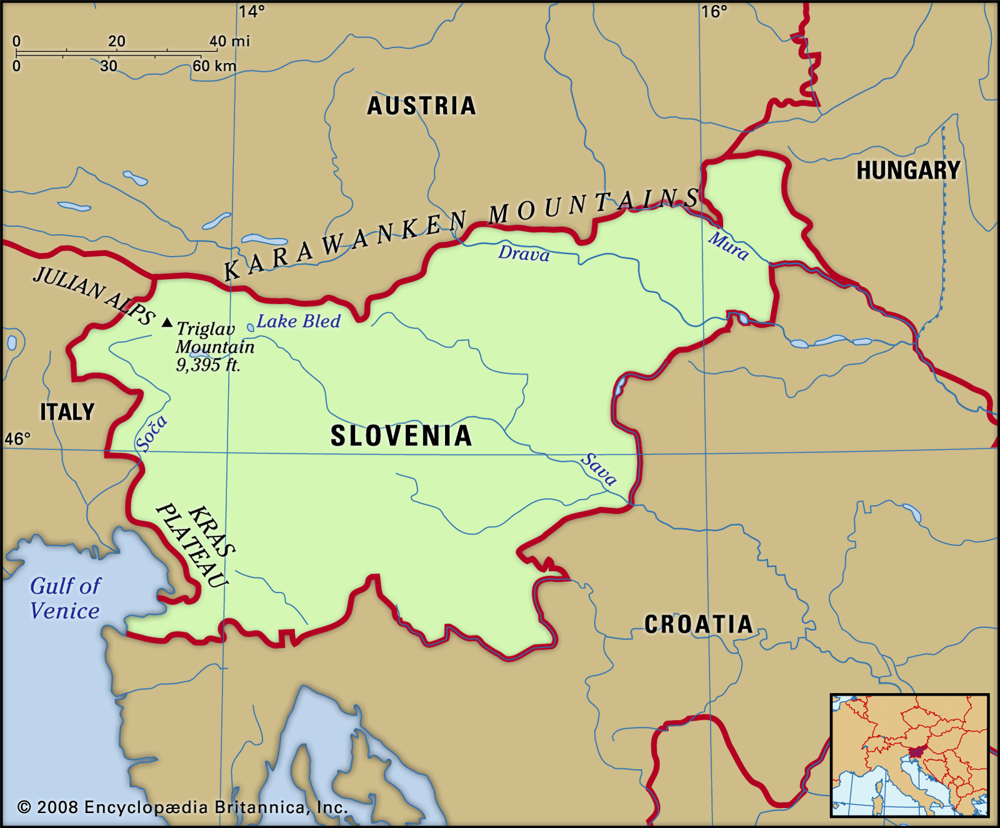 14°
16°
0 20 40 mi
0 30 60 km
AUSTRIA
HUNGARY
KARAWANKEN MOUNTAINS
Mura
Drava
JULIAN ALPS
Triglav
Mountain
9,395 ft.
Lake Bled
ITALY
Soča
SLOVENIA
46°
Sava
KRAS
PLATEAU
Gulf of
Venice
CROATIA
© 2008 Encyclopædia Britannica, Inc.